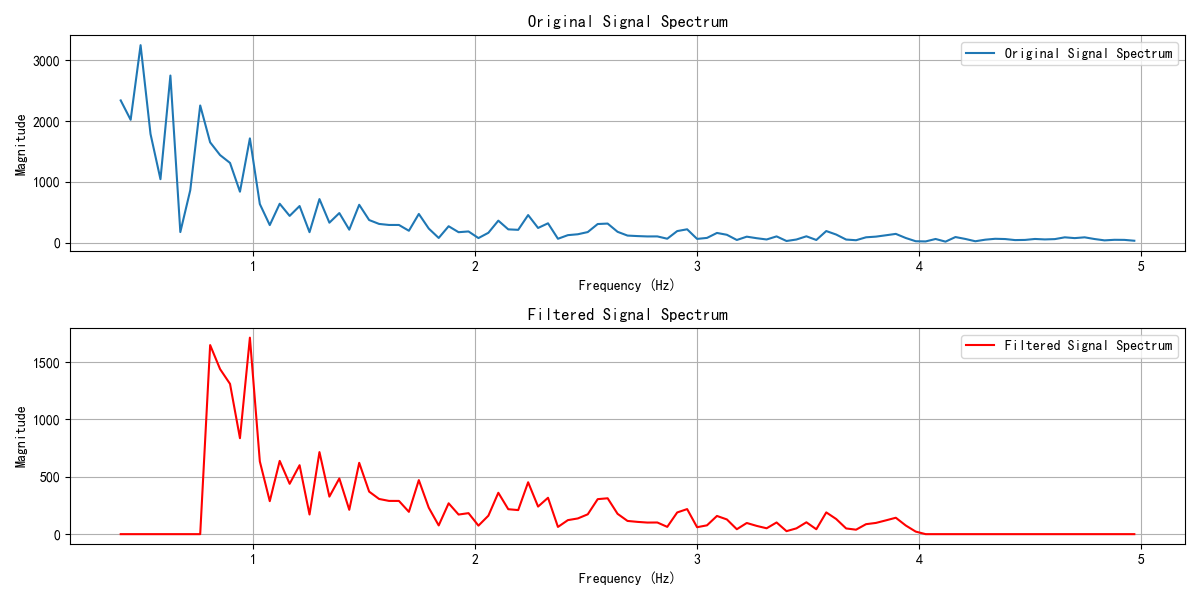 Original Signal Spectrum
Original Signal Spectrum
Magnitude
3000
2000
1000
0
1 2 3 4 5
Frequency (Hz)
Filtered Signal Spectrum
Filtered Signal Spectrum
Magnitude
1500
1000
500
0
1 2 3 4 5
Frequency (Hz)